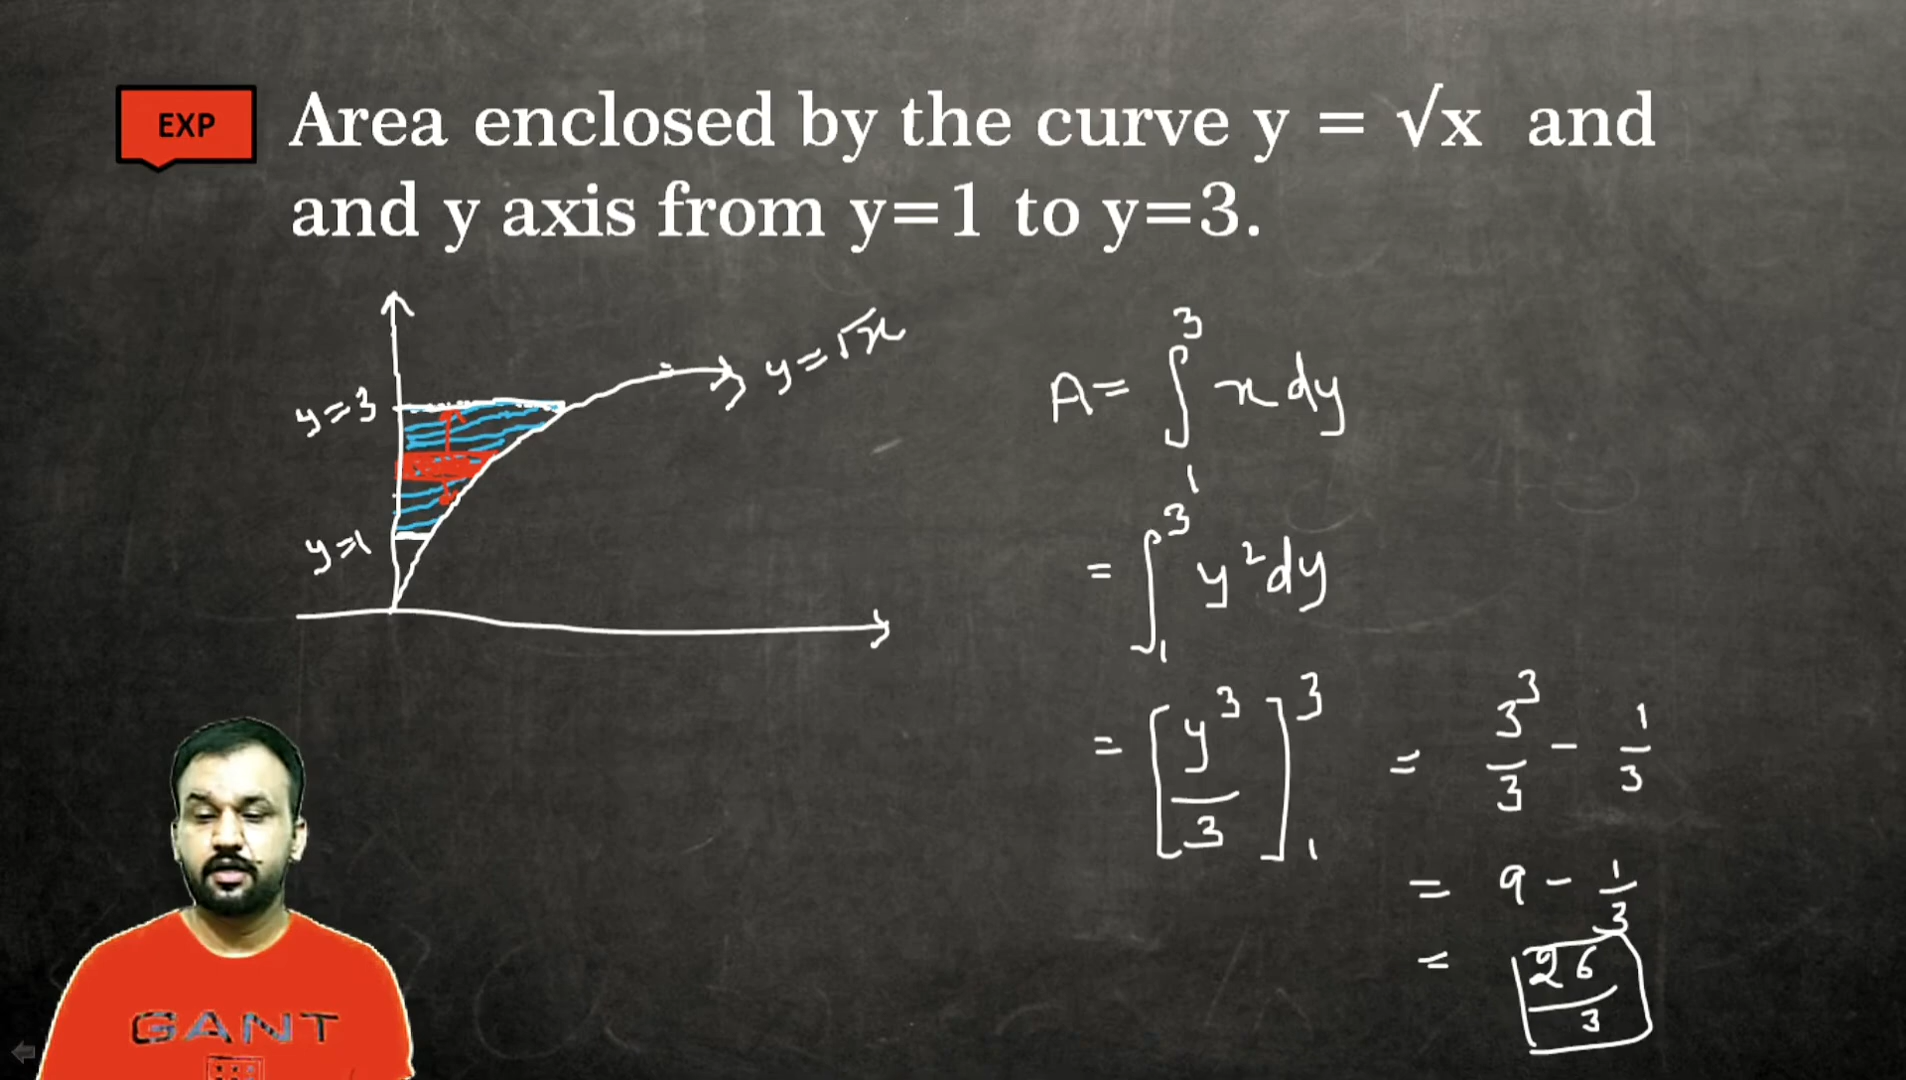 EXP
Area enclosed by the curve y = √x and
and y axis from y=1 to y=3.
y = √x
y = 3
y = 1
A = ∫₁³ x dy
= ∫₁³ y² dy
= [y³/3]₁³ = 3³/3 - 1/3
= 9 - 1/3
= 26/3
GANT